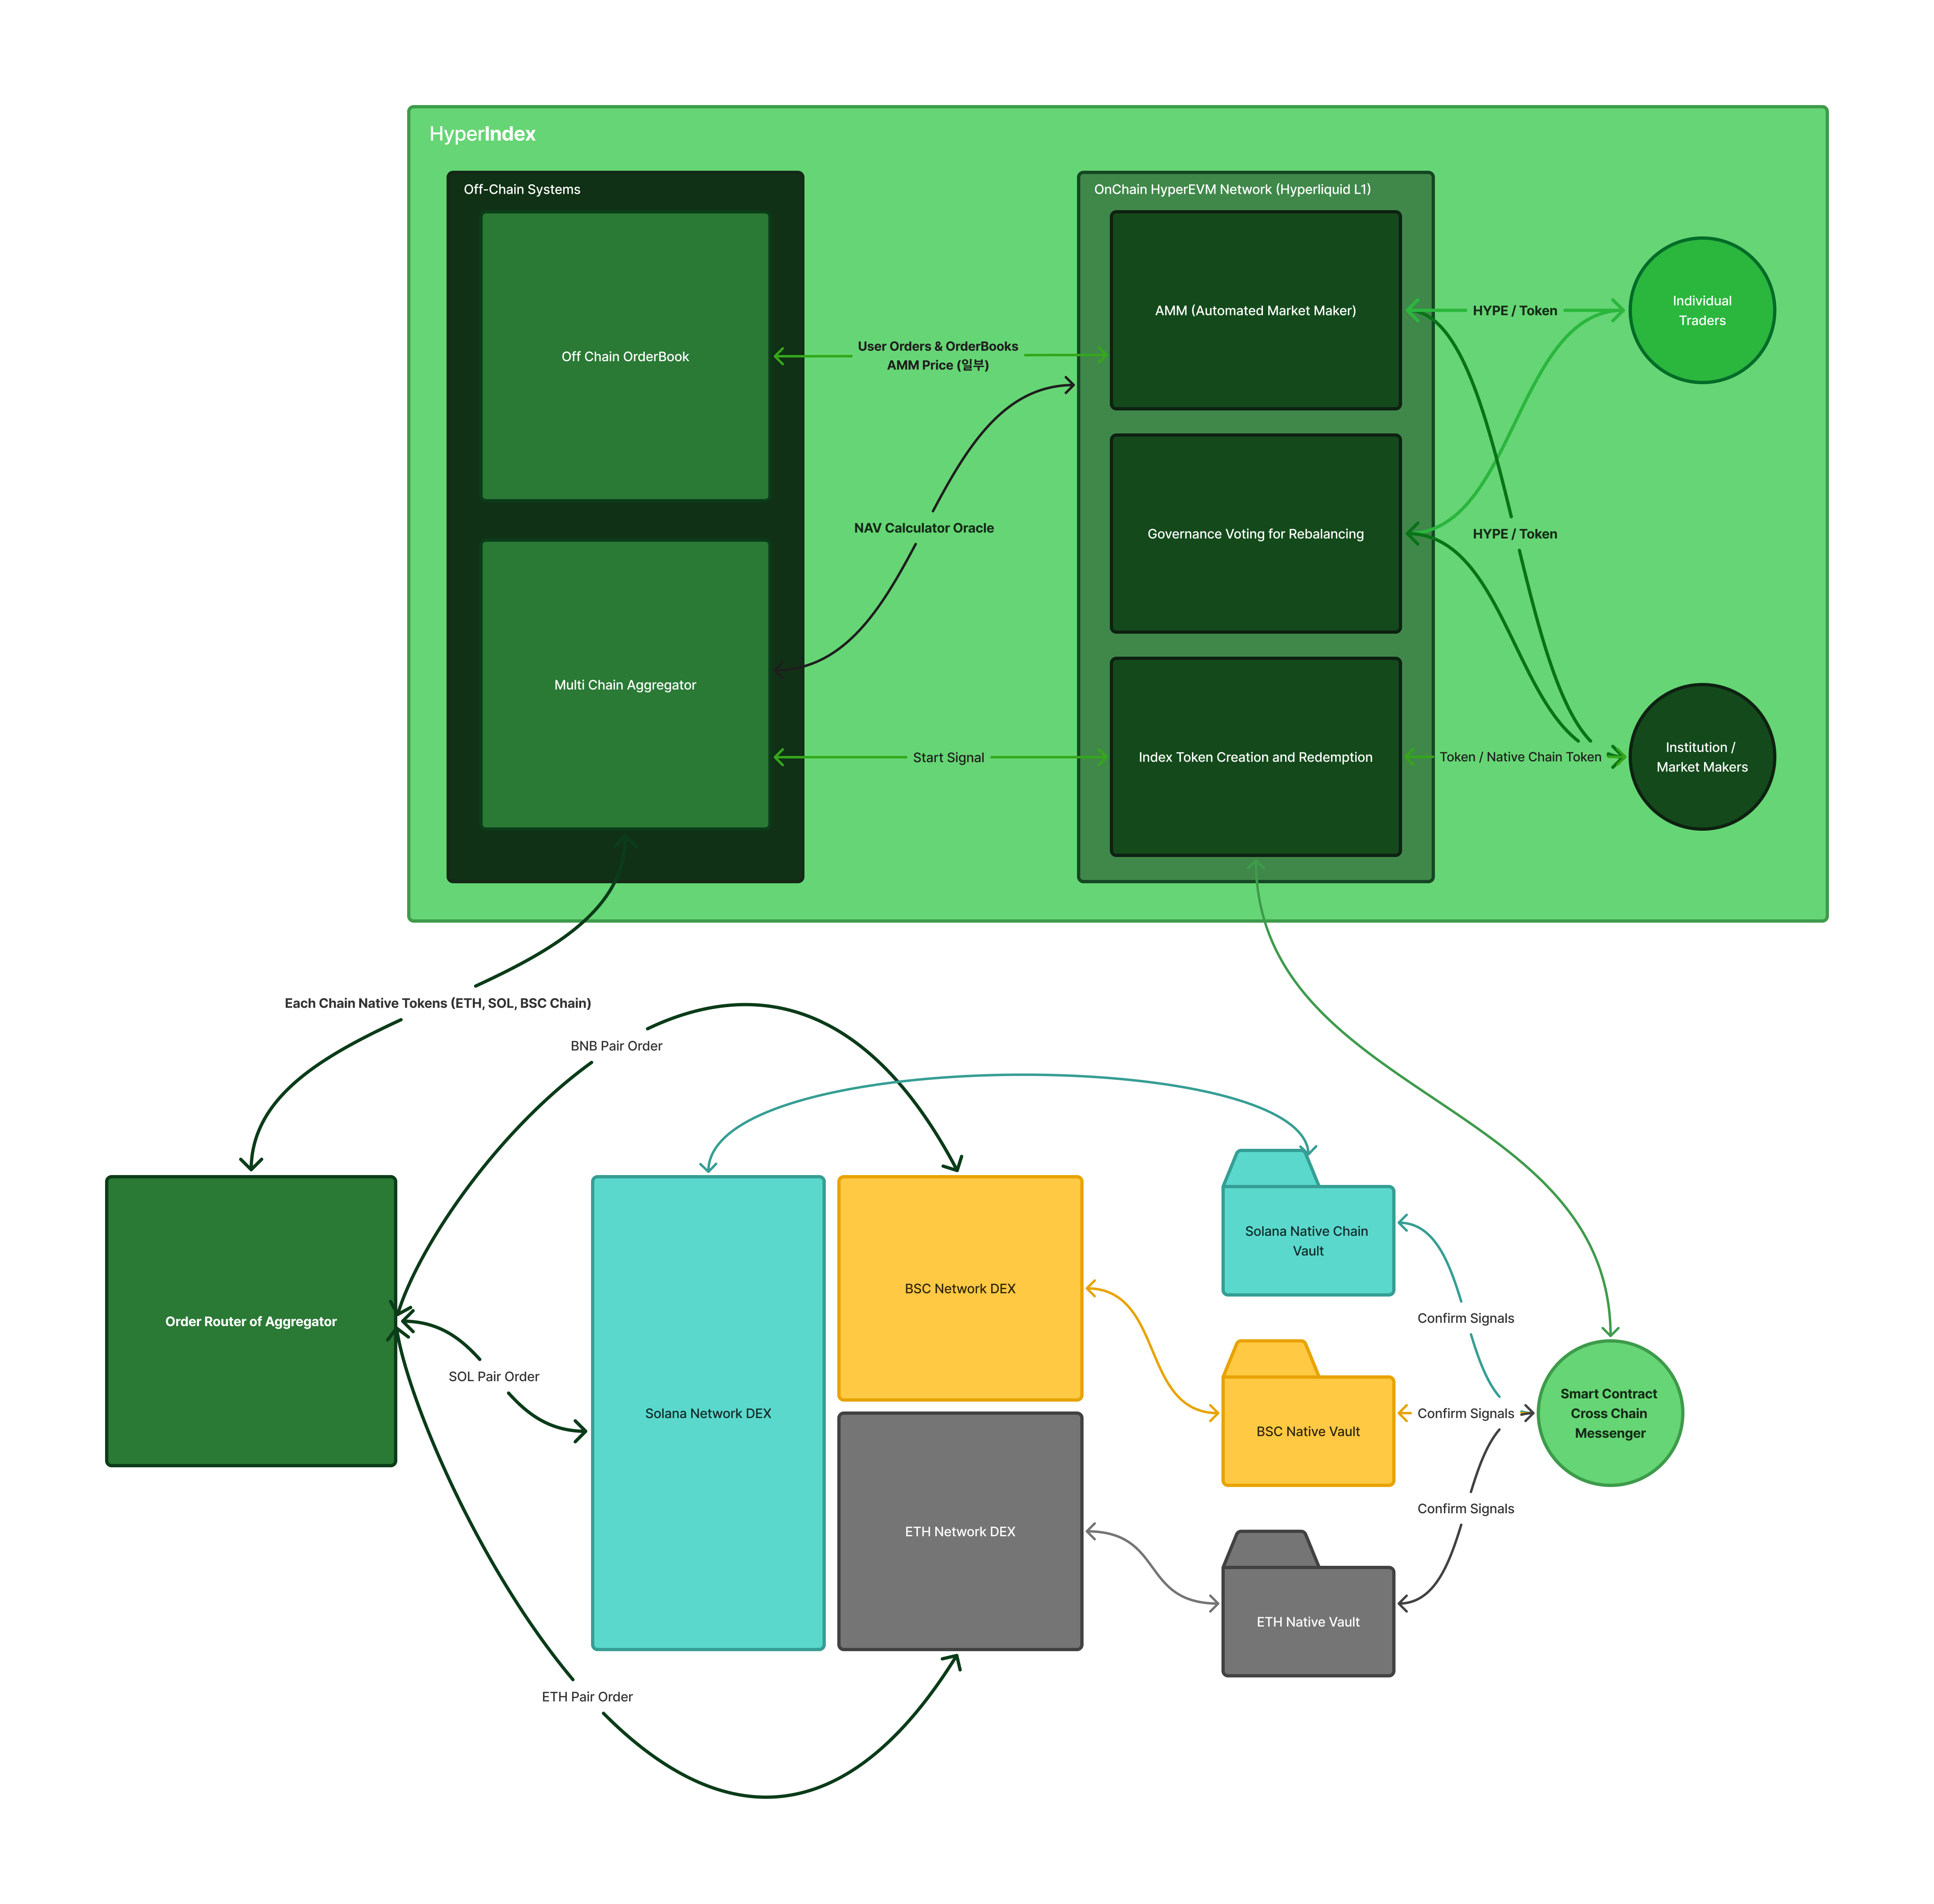 HyperIndex
Off-Chain Systems
OnChain HyperEVM Network (Hyperliquid L1)
Off Chain OrderBook
User Orders & OrderBooks
AMM Price (일부)
AMM (Automated Market Maker)
HYPE / Token
Individual
Traders
NAV Calculator Oracle
Governance Voting for Rebalancing
HYPE / Token
Multi Chain Aggregator
Start Signal
Index Token Creation and Redemption
Token / Native Chain Token
Institution /
Market Makers
Each Chain Native Tokens (ETH, SOL, BSC Chain)
BNB Pair Order
Order Router of Aggregator
SOL Pair Order
Solana Network DEX
BSC Network DEX
ETH Network DEX
ETH Pair Order
Solana Native Chain
Vault
BSC Native Vault
ETH Native Vault
Confirm Signals
Confirm Signals
Confirm Signals
Smart Contract
Cross Chain
Messenger